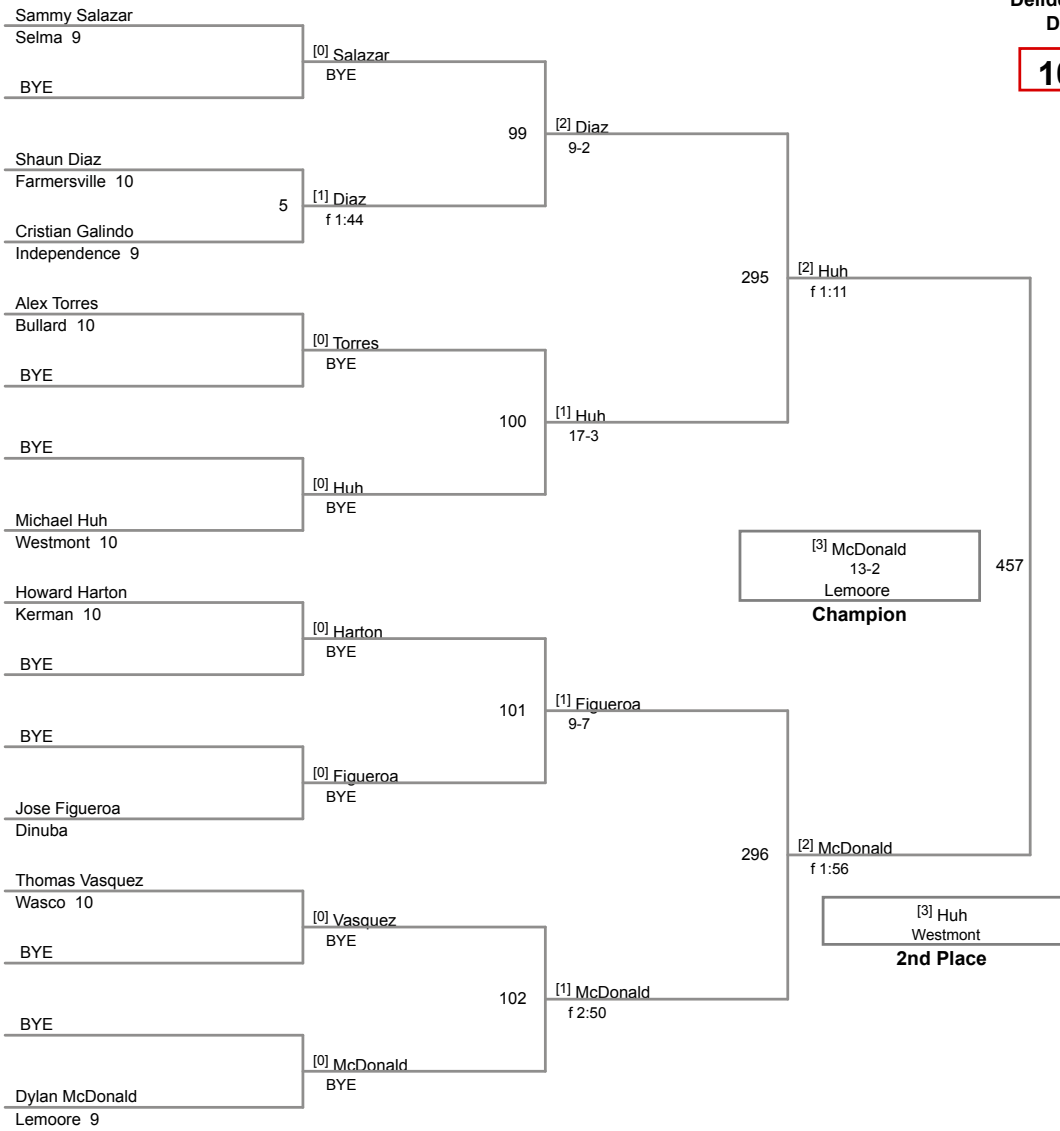 Sammy Salazar
Selma 9
BYE
Shaun Diaz
Farmersville 10
Cristian Galindo
Independence 9
Alex Torres
Bullard 10
BYE
BYE
Michael Huh
Westmont 10
Howard Harton
Kerman 10
BYE
BYE
Jose Figueroa
Dinuba
Thomas Vasquez
Wasco 10
BYE
BYE
Dylan McDonald
Lemoore 9
[0] Salazar
BYE
5
[1] Diaz
f 1:44
[0] Torres
BYE
[0] Huh
BYE
[0] Harton
BYE
[0] Figueroa
BYE
[0] Vasquez
BYE
[0] McDonald
BYE
99
[2] Diaz
9-2
100
[1] Huh
17-3
101
[1] Figueroa
9-7
102
[1] McDonald
f 2:50
295
[2] Huh
f 1:11
296
[2] McDonald
f 1:56
457
[3] McDonald
13-2
Lemoore
Champion
[3] Huh
Westmont
2nd Place